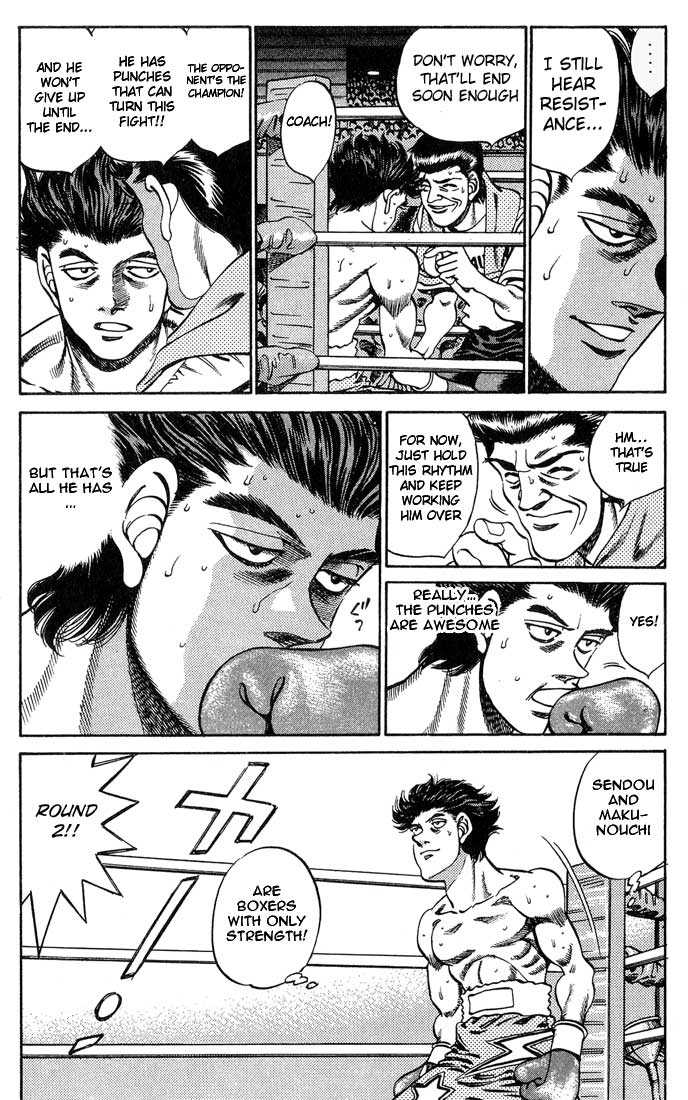 ....
I STILL
HEAR
RESIST-
ANCE...
DON'T WORRY,
THAT'LL END
SOON ENOUGH
COACH!
THE OPPO-
NENT'S THE
CHAMPION!
HE HAS
PUNCHES
THAT CAN
TURN THIS
FIGHT!!
AND HE
WON'T
GIVE UP
UNTIL
THE END...
HM..
THAT'S
TRUE
FOR NOW,
JUST HOLD
THIS RHYTHM
AND KEEP
WORKING
HIM OVER
YES!
REALLY...
THE PUNCHES
ARE AWESOME
BUT THAT'S
ALL HE HAS
...
グッ
SENDOU
AND
MAKU-
NOUCHI
ARE
BOXERS
WITH ONLY
STRENGTH!
カ
ROUND
2!!